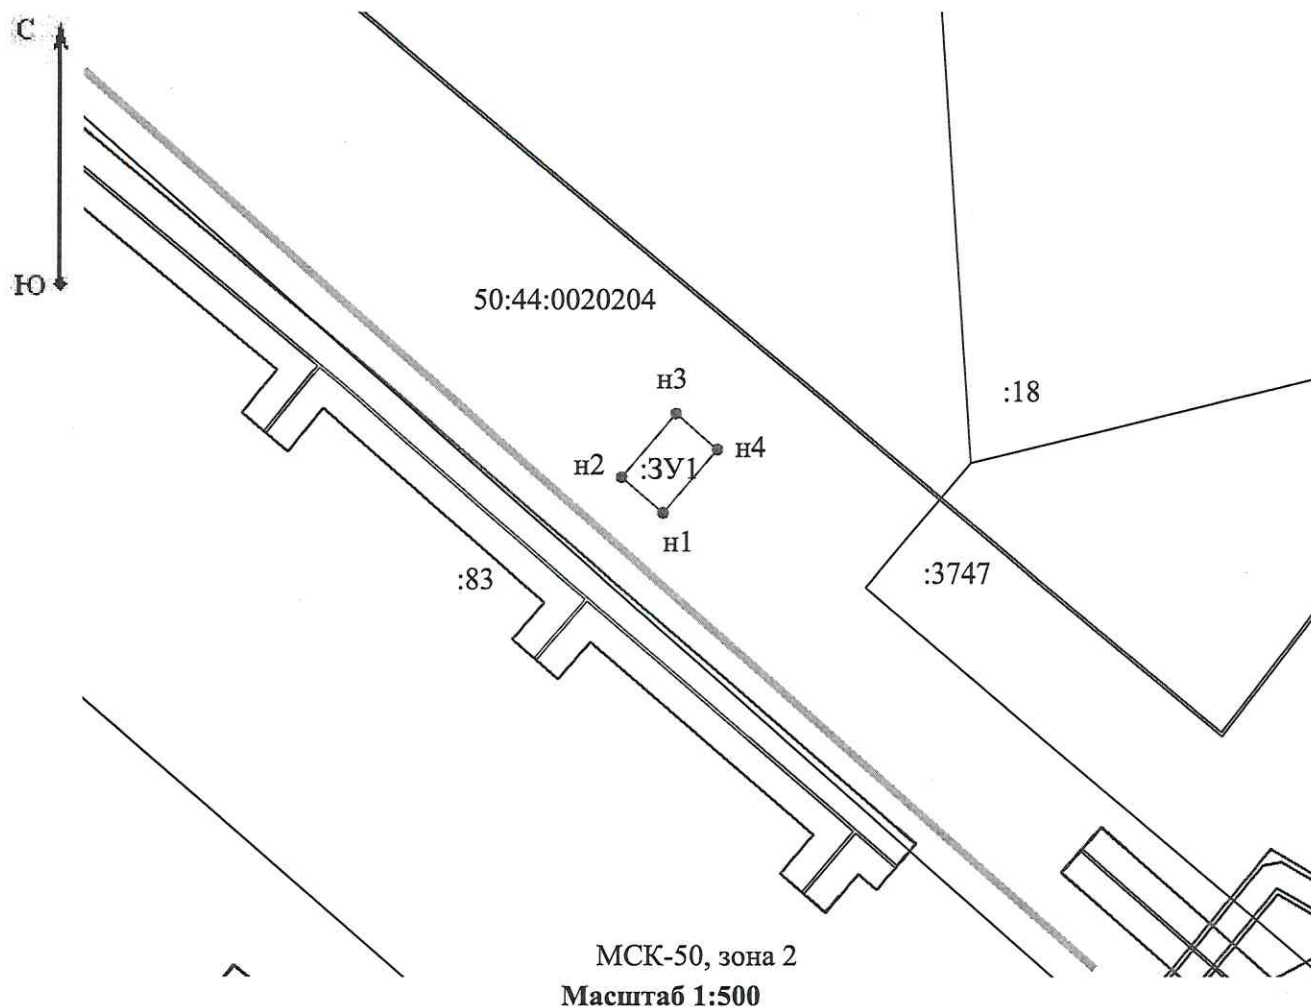 С
Ю
50:44:0020204
н3
:18
н4
н2
:ЗУ1
н1
:3747
:83
МСК-50, зона 2
Масштаб 1:500